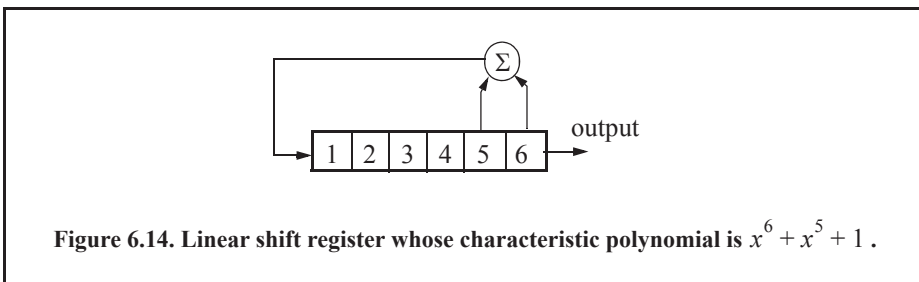 Σ
output
1 2 3 4 5 6
Figure 6.14. Linear shift register whose characteristic polynomial is x^6 + x^5 + 1 .